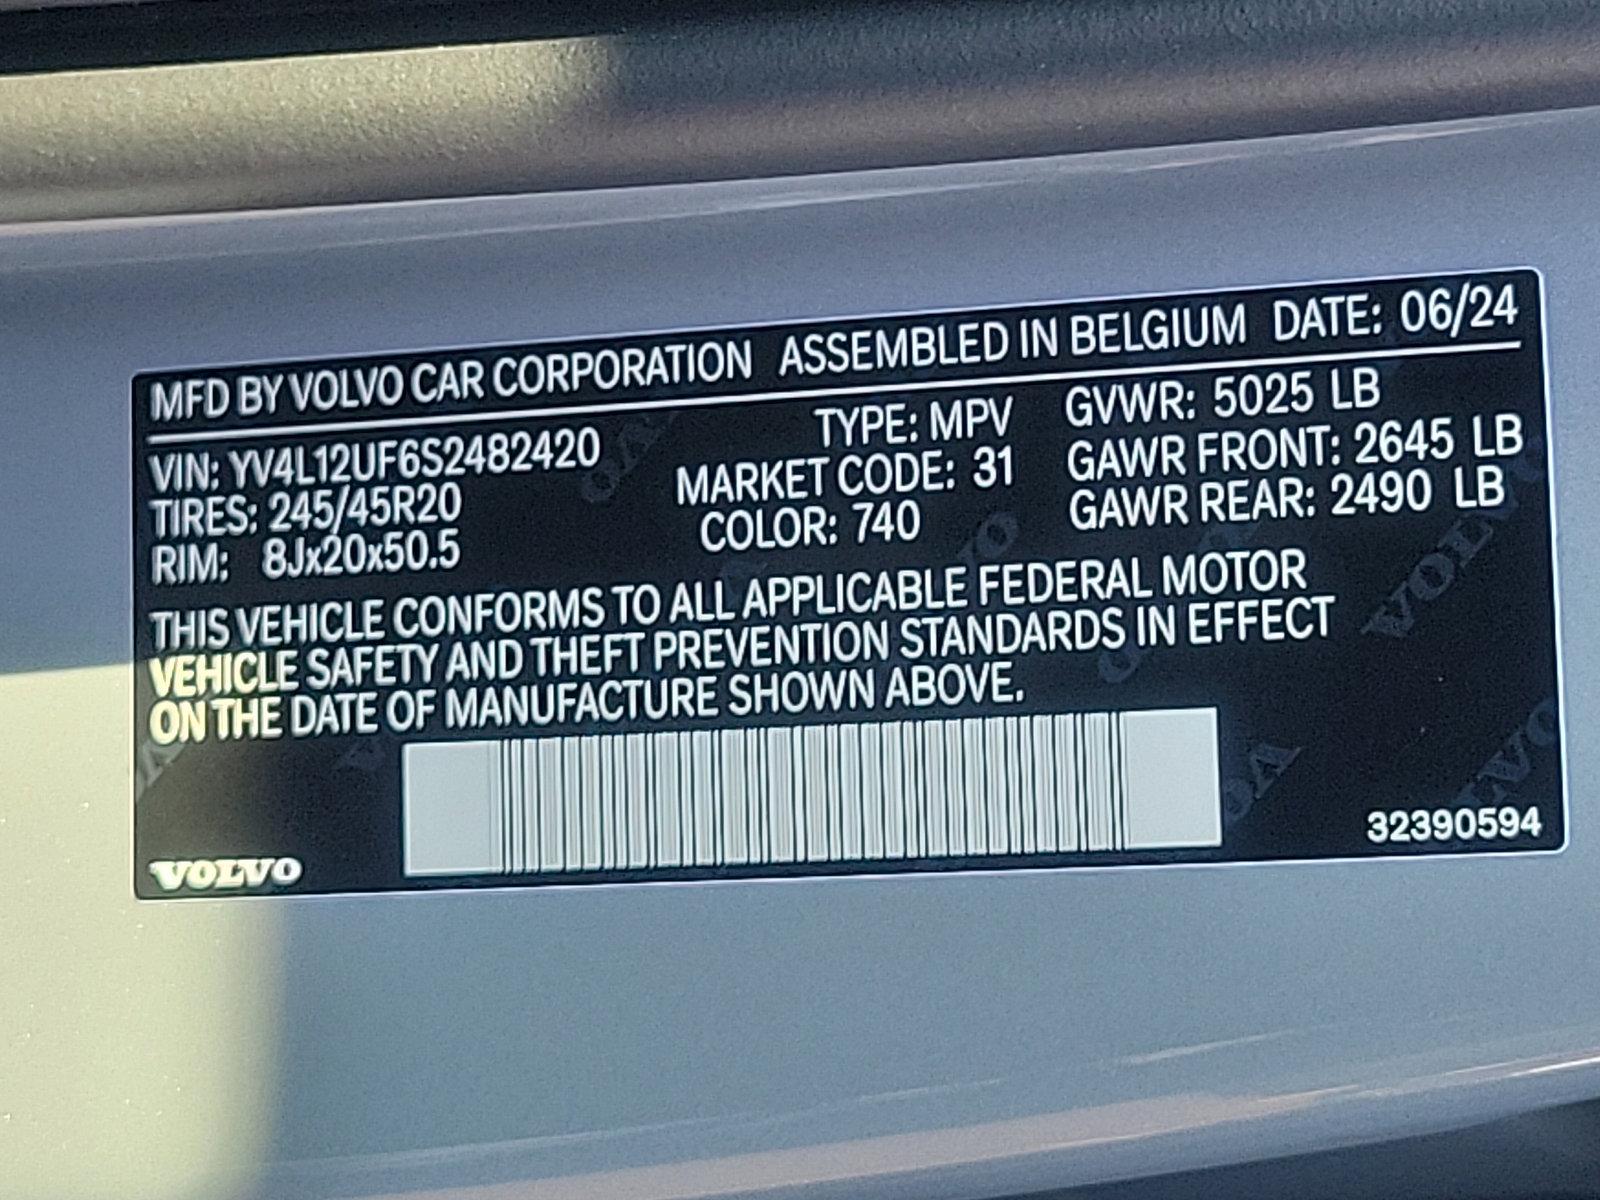 MFD BY VOLVO CAR CORPORATION ASSEMBLED IN BELGIUM DATE: 06/24
VIN: YV4L12UF6S2482420 TYPE: MPV GVWR: 5025 LB
TIRES: 245/45R20 MARKET CODE: 31 GAWR FRONT: 2645 LB
RIM: 8Jx20x50.5 COLOR: 740 GAWR REAR: 2490 LB
THIS VEHICLE CONFORMS TO ALL APPLICABLE FEDERAL MOTOR
VEHICLE SAFETY AND THEFT PREVENTION STANDARDS IN EFFECT
ON THE DATE OF MANUFACTURE SHOWN ABOVE.
VOLVO 32390594